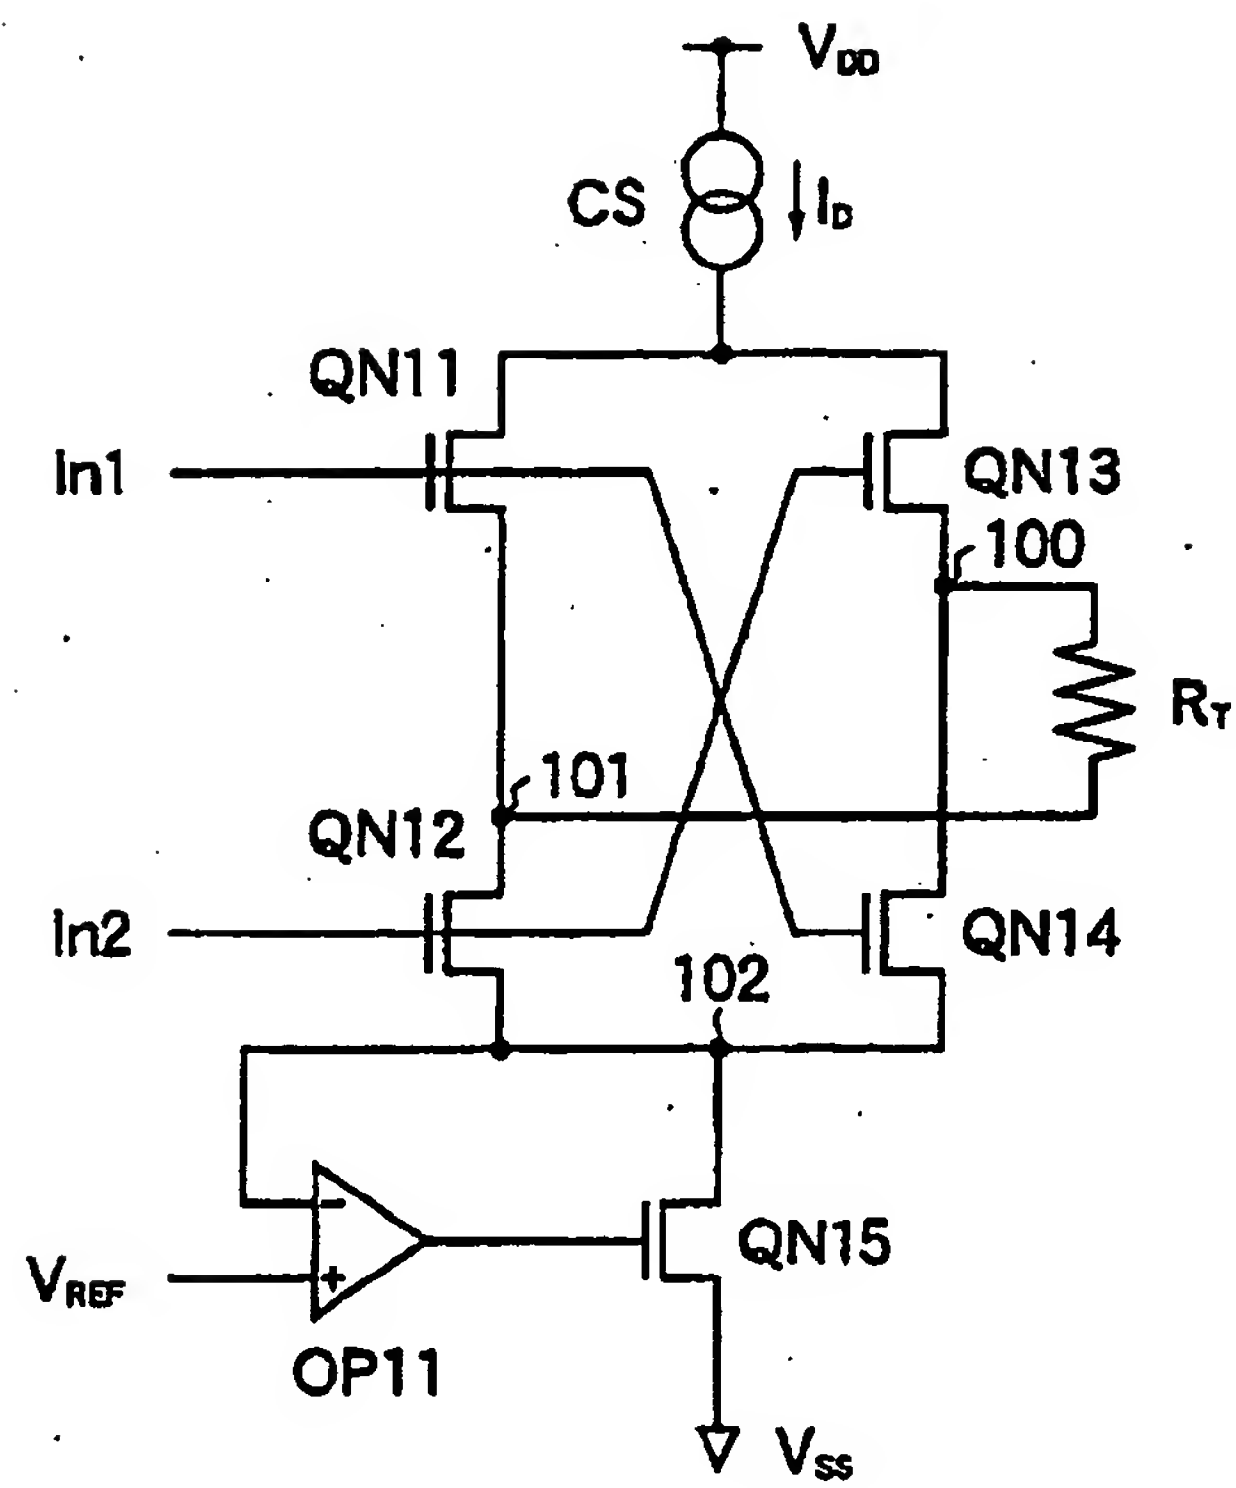 VDD
CS
ID
QN11
In1
QN13
100
RT
101
QN12
In2
QN14
102
-
QN15
VREF
+
OP11
VSS